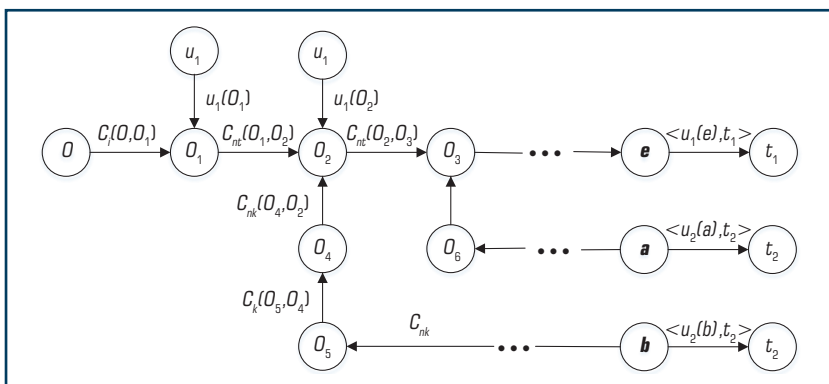 u₁ u₁
u₁(O₁) u₁(O₂)
O Cᵢ(O,O₁) O₁ Cₙₜ(O₁,O₂) O₂ Cₙₜ(O₂,O₃) O₃ ••• e <u₁(e),t₁> t₁
Cₙₖ(O₄,O₂)
O₄ O₆ ••• a <u₂(a),t₂> t₂
Cₖ(O₅,O₄)
O₅ Cₙₖ ••• b <u₂(b),t₂> t₂